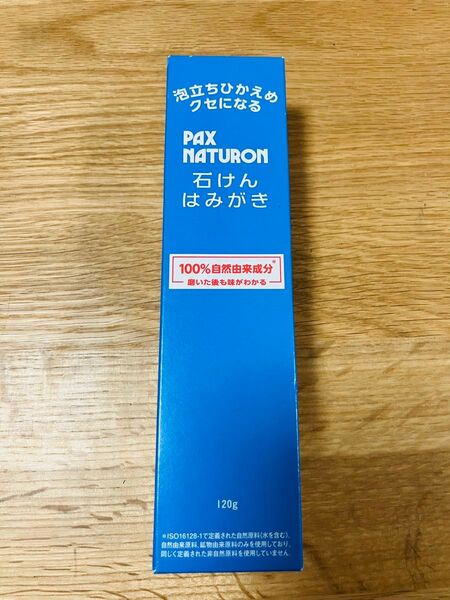 泡立ちひかえめ
クセになる
PAX
NATURON
石けん
はみがき
100%自然由来成分*
磨いた後も味がわかる
120g
*ISO16128-1で定義された自然原料(水を含む)、
自然由来原料、鉱物由来原料のみを使用しており、
同じく定義された非自然原料を使用していません。